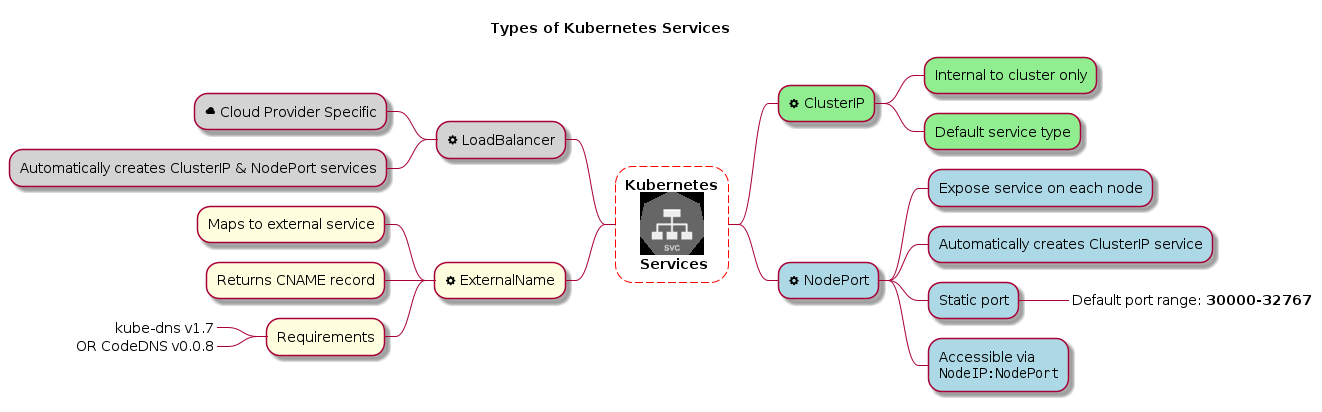 Types of Kubernetes Services
Kubernetes
SVC
Services
ClusterIP
Internal to cluster only
Default service type
NodePort
Expose service on each node
Automatically creates ClusterIP service
Static port
Default port range: 30000-32767
Accessible via
NodeIP:NodePort
LoadBalancer
Cloud Provider Specific
Automatically creates ClusterIP & NodePort services
ExternalName
Maps to external service
Returns CNAME record
Requirements
kube-dns v1.7
OR CodeDNS v0.0.8